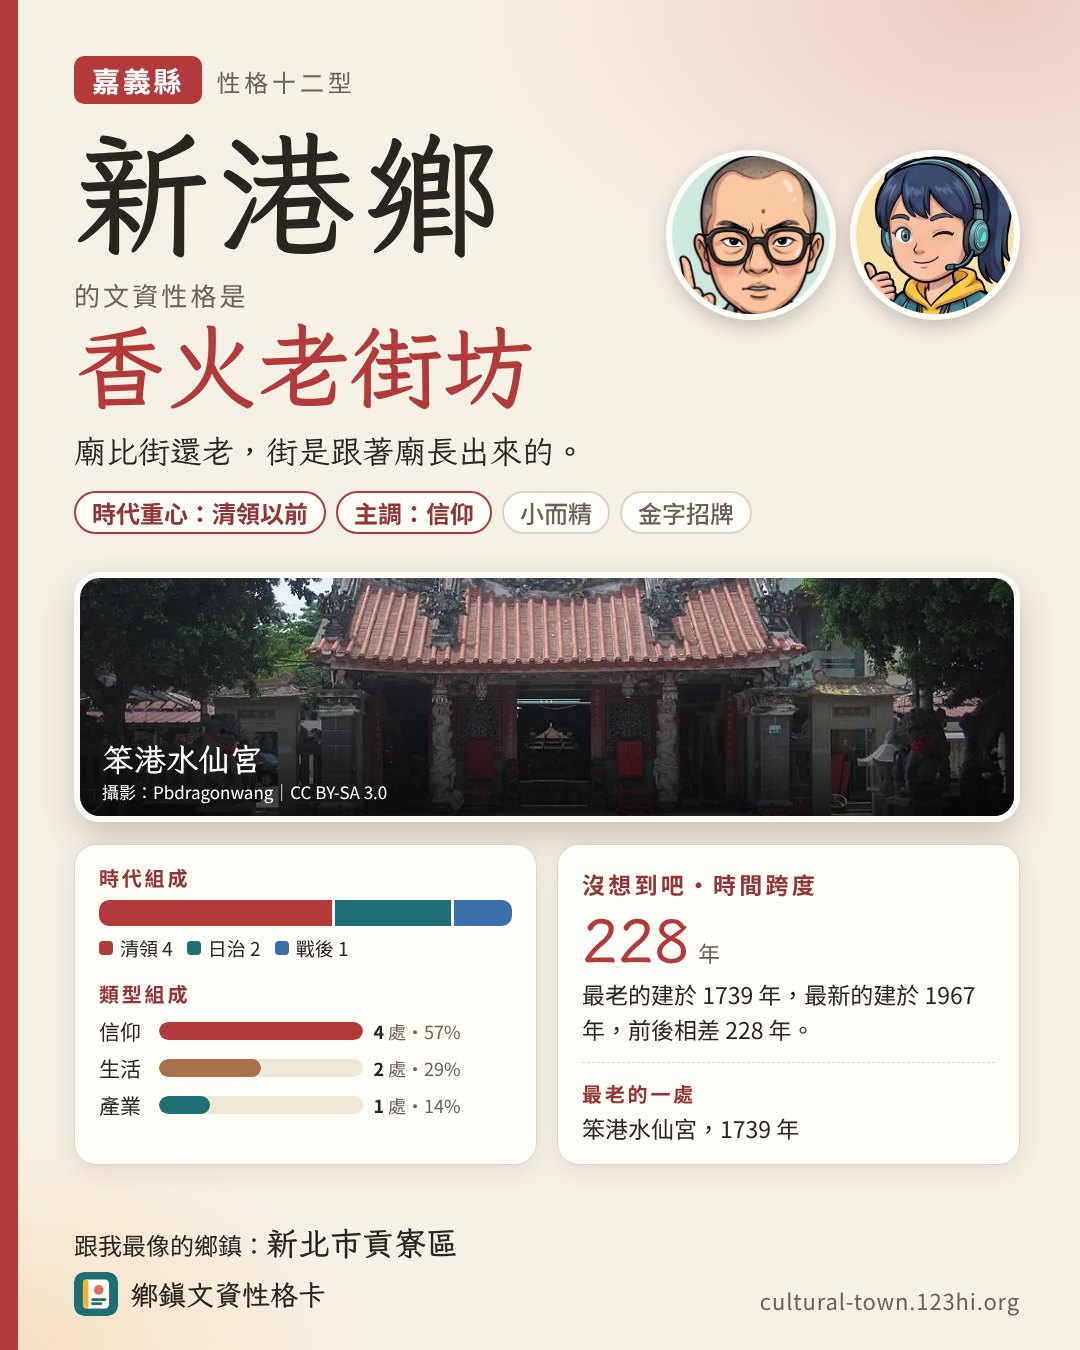 嘉義縣 性格十二型
新港鄉
的文資性格是
香火老街坊
廟比街還老，街是跟著廟長出來的。
時代重心：清領以前 主調：信仰 小而精 金字招牌
笨港水仙宮
攝影：Pbdragonwang｜CC BY-SA 3.0
時代組成
清領 4 日治 2 戰後 1
類型組成
信仰 4 處・57%
生活 2 處・29%
產業 1 處・14%
沒想到吧・時間跨度
228 年
最老的建於 1739 年，最新的建於 1967
年，前後相差 228 年。
最老的一處
笨港水仙宮，1739 年
跟我最像的鄉鎮：新北市貢寮區
鄉鎮文資性格卡
cultural-town.123hi.org